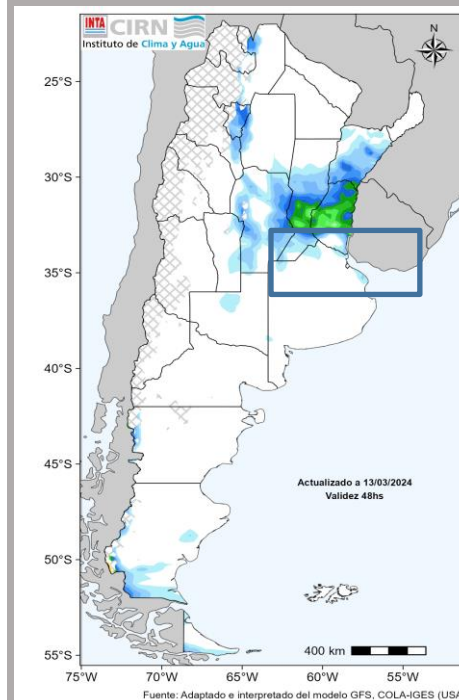 INTA CIRN
Instituto de Clima y Agua
N
25°S
30°S
35°S
40°S
45°S
50°S
55°S
Actualizado a 13/03/2024
Validez 48hs
400 km
75°W 70°W 65°W 60°W 55°W
Fuente: Adaptado e interpretado del modelo GFS, COLA-IGES (USA